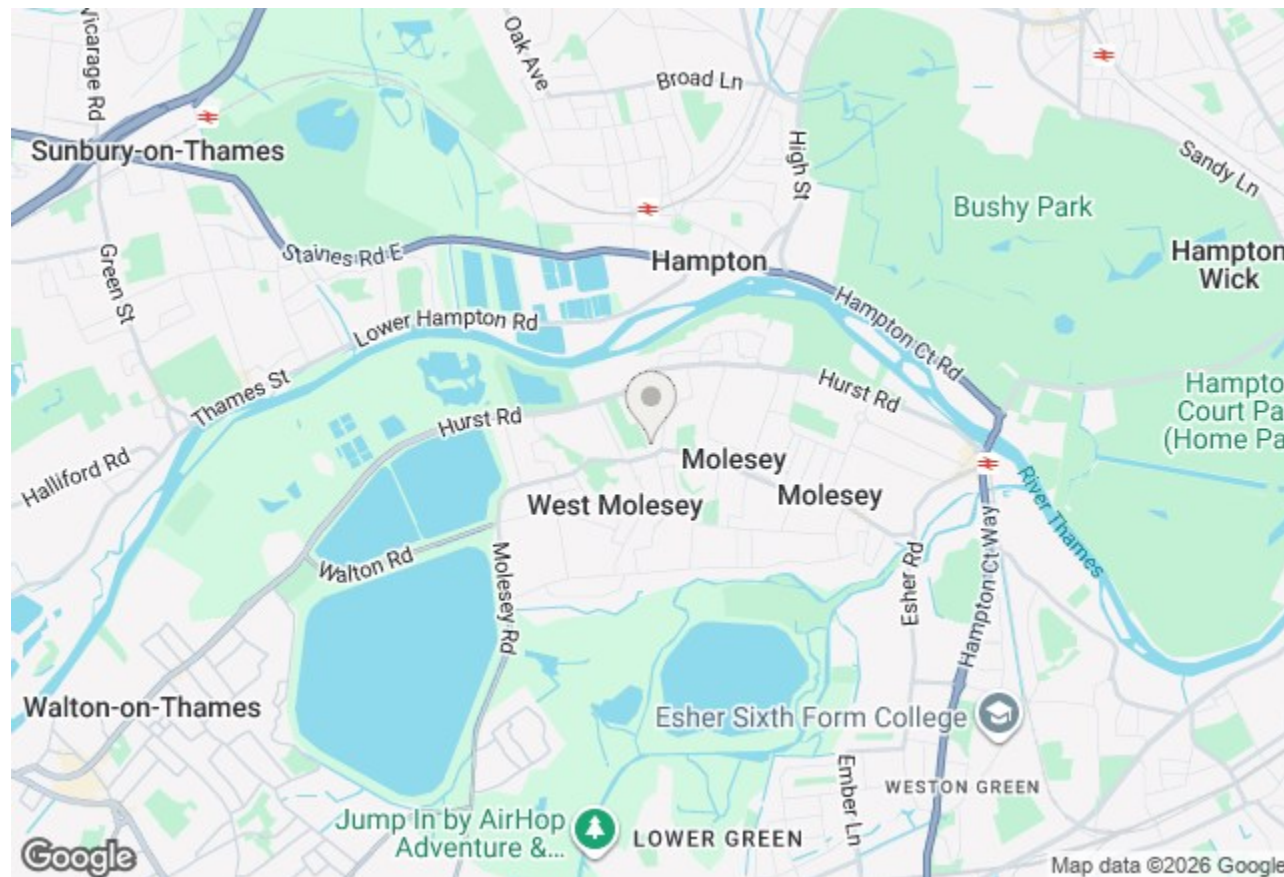 Vicarage Rd
Oak Ave
Broad Ln
Sunbury-on-Thames
High St
Sandy Ln
Bushy Park
Green St
Staines Rd E
Hampton
Hampton
Wick
Lower Hampton Rd
Hampton Ct Rd
Thames St
Hurst Rd
Hurst Rd
Hampto
Court Pa
(Home Pa
Halliford Rd
Molesey
West Molesey
Molesey
River Thames
Walton Rd
Molesey Rd
Esher Rd
Hampton Ct Way
Walton-on-Thames
Esher Sixth Form College
Ember Ln
WESTON GREEN
Jump In by AirHop
Adventure &...
LOWER GREEN
Google
Map data ©2026 Google